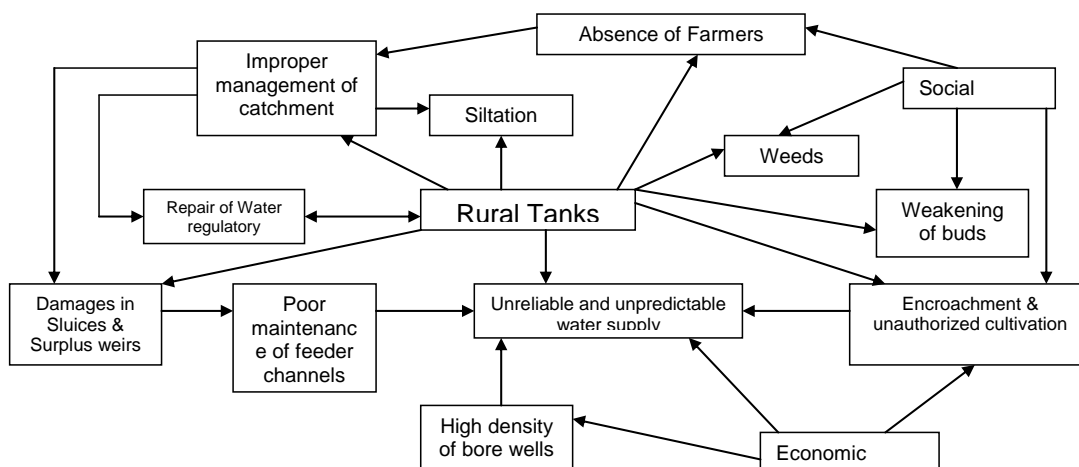 Absence of Farmers
Improper
management of
catchment
Social
Siltation
Weeds
Repair of Water
regulatory
Rural Tanks
Weakening
of buds
Damages in
Sluices &
Surplus weirs
Poor
maintenanc
e of feeder
channels
Unreliable and unpredictable
water supply
Encroachment &
unauthorized cultivation
High density
of bore wells
Economic